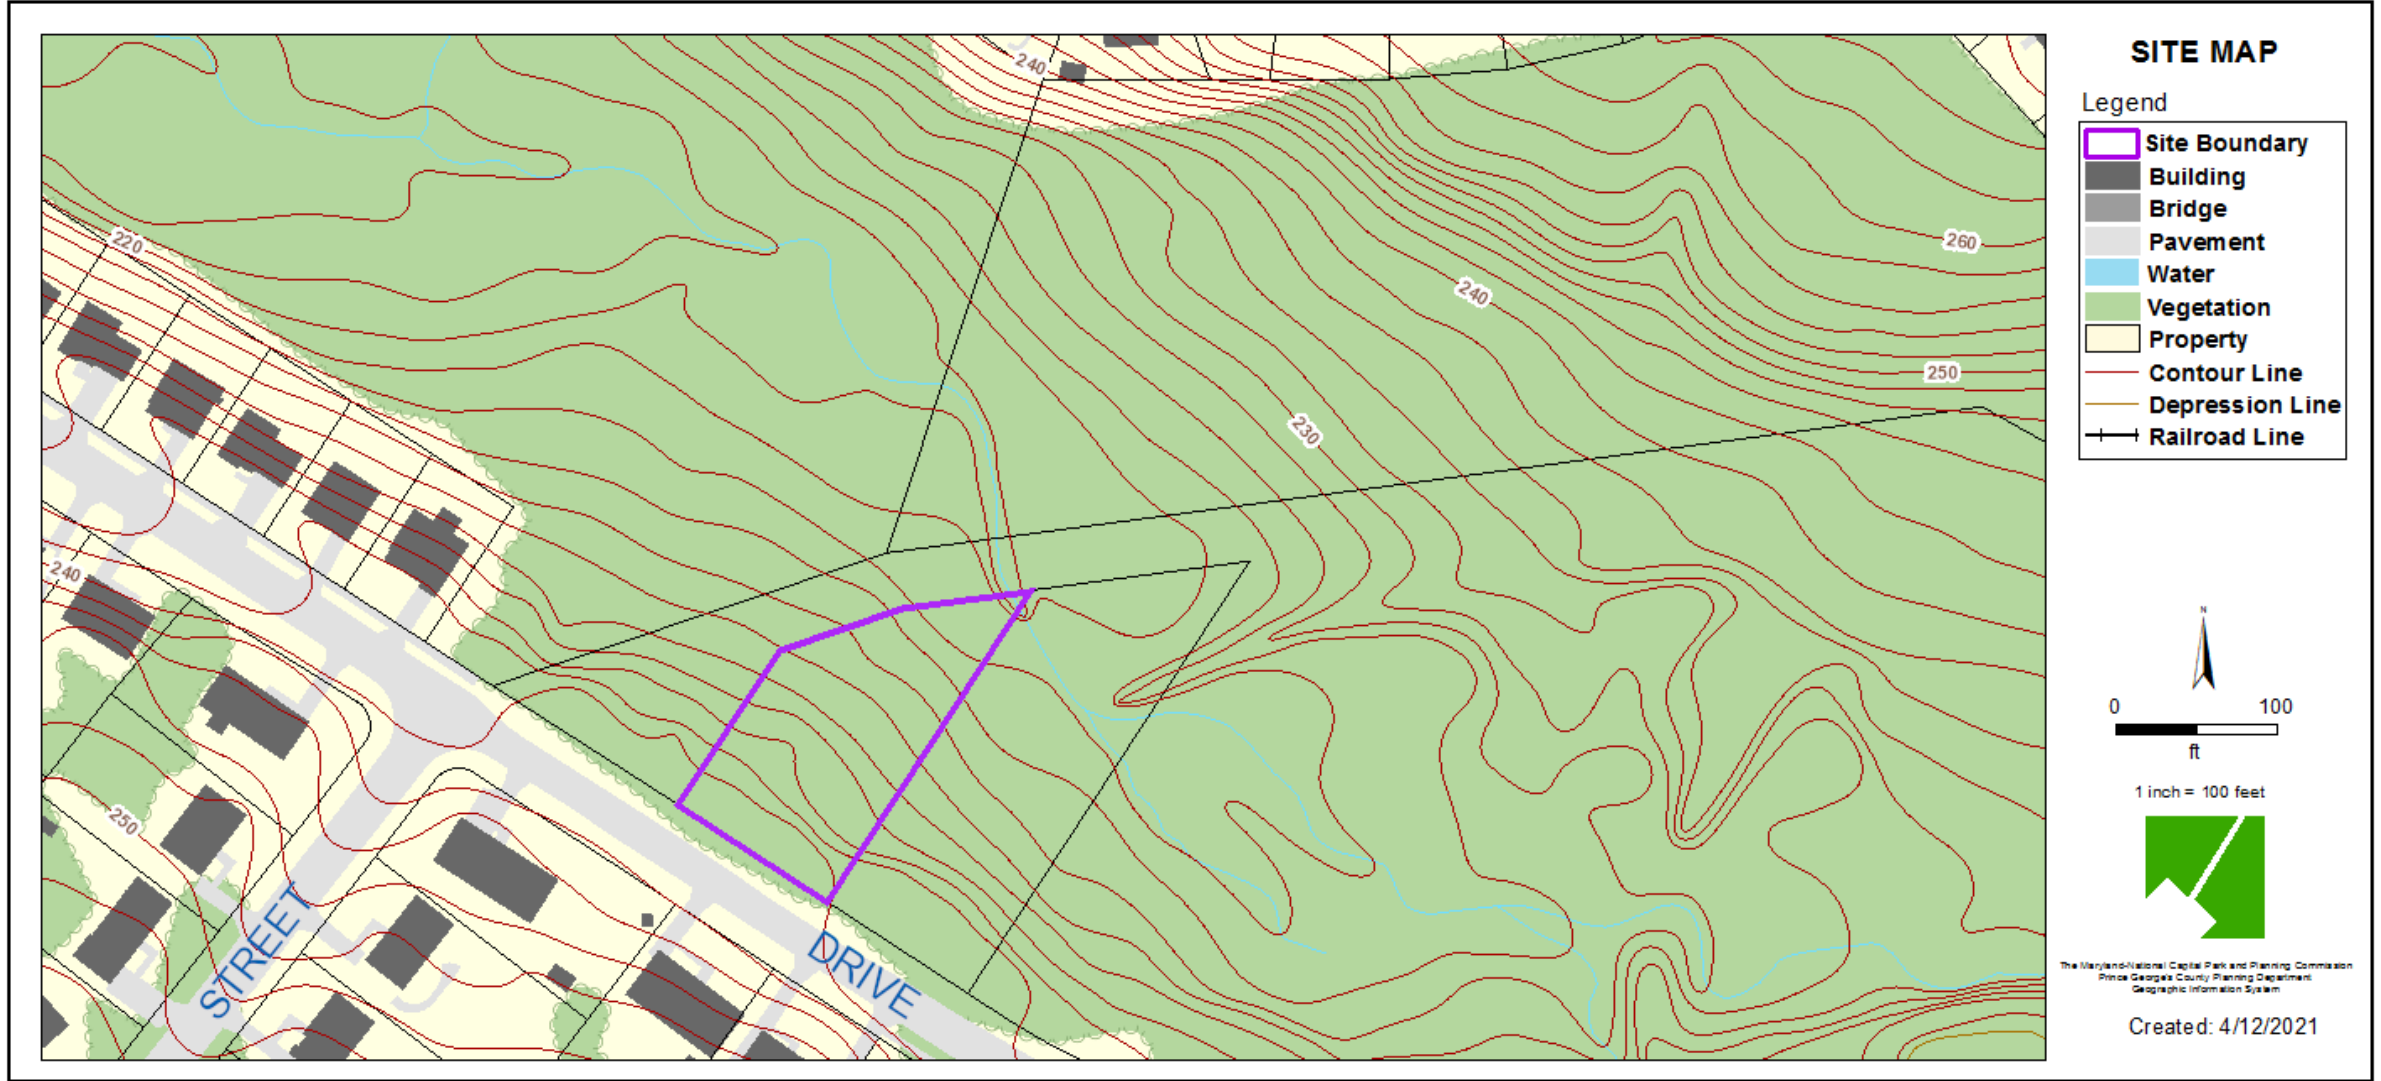 SITE MAP
Legend
Site Boundary
Building
Bridge
Pavement
Water
Vegetation
Property
Contour Line
Depression Line
Railroad Line
240
220
260
240
250
230
240
250
STREET
DRIVE
N
0 100
ft
1 inch = 100 feet
The Maryland-National Capital Park and Planning Commission
Prince George's County Planning Department
Geographic Information System
Created: 4/12/2021